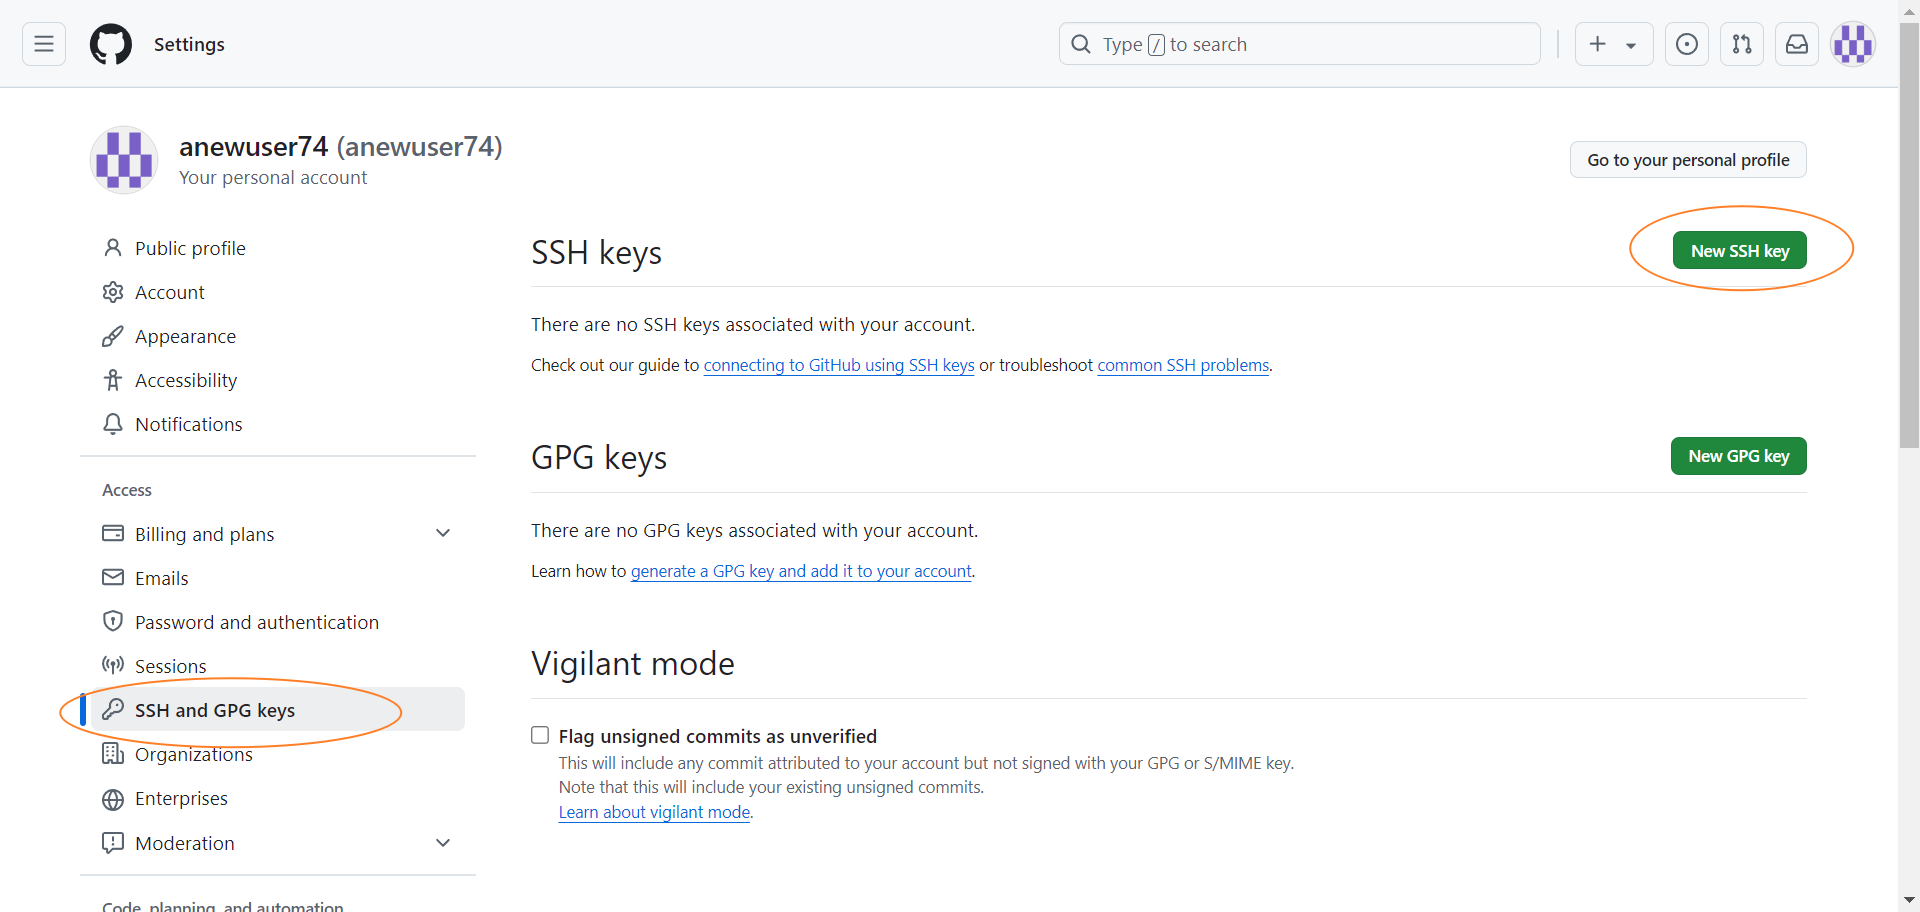 Settings
Type / to search
anewuser74 (anewuser74)
Your personal account
Go to your personal profile
Public profile
Account
Appearance
Accessibility
Notifications
Access
Billing and plans
Emails
Password and authentication
Sessions
SSH and GPG keys
Organizations
Enterprises
Moderation
Code, planning, and automation
SSH keys
New SSH key
There are no SSH keys associated with your account.
Check out our guide to connecting to GitHub using SSH keys or troubleshoot common SSH problems.
GPG keys
New GPG key
There are no GPG keys associated with your account.
Learn how to generate a GPG key and add it to your account.
Vigilant mode
Flag unsigned commits as unverified
This will include any commit attributed to your account but not signed with your GPG or S/MIME key.
Note that this will include your existing unsigned commits.
Learn about vigilant mode.